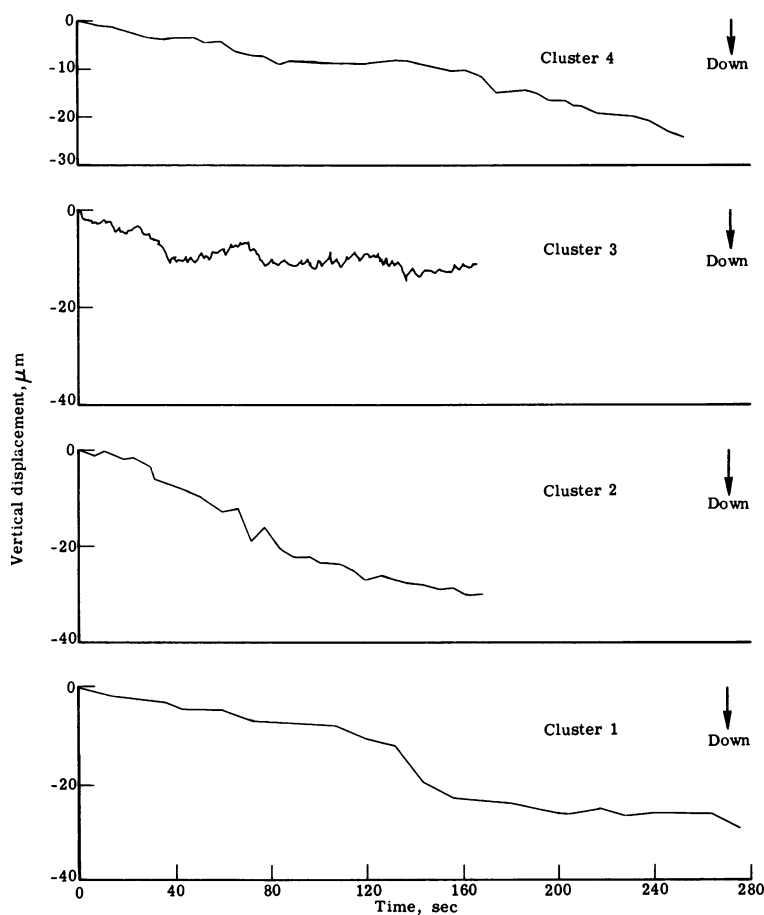 0
-10
-20
-30
Cluster 4
Down
0
-20
-40
Cluster 3
Down
Vertical displacement, μm
0
-20
-40
Cluster 2
Down
0
-20
-40
Cluster 1
Down
0 40 80 120 160 200 240 280
Time, sec